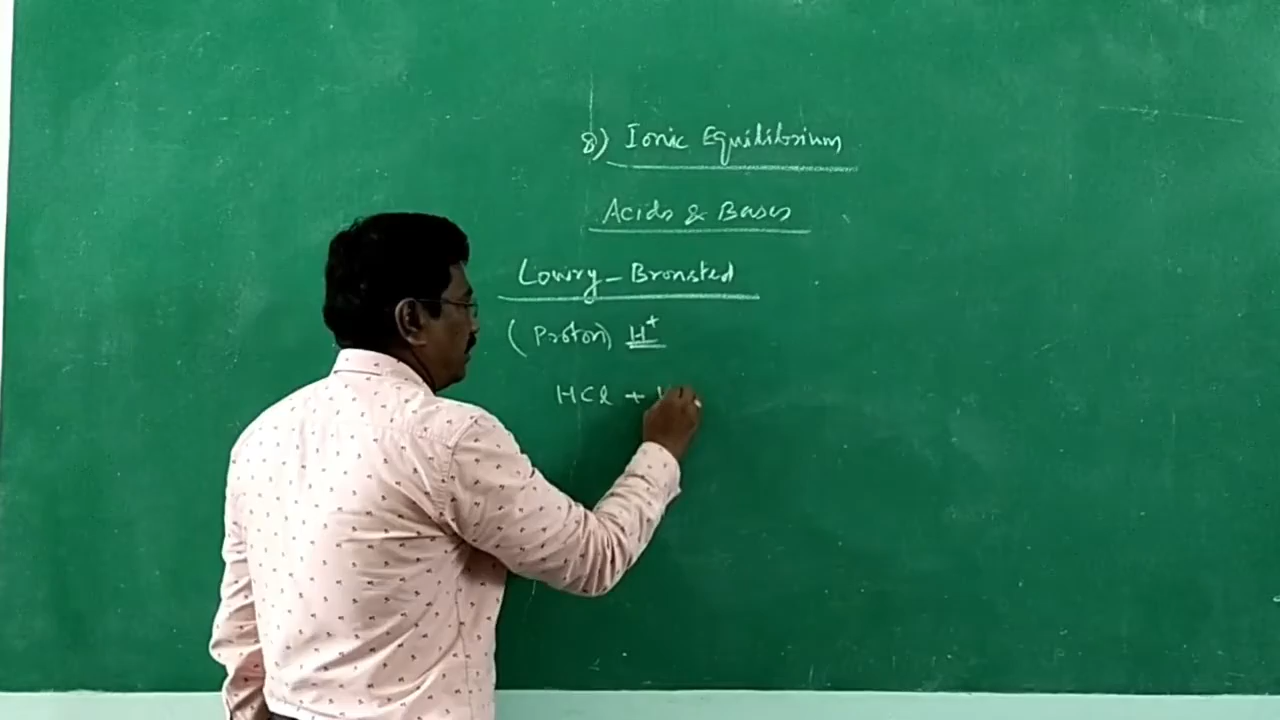 8) Ionic Equilibrium
Acids & Bases
Lowry - Bronsted
(Proton) H⁺
HCl +